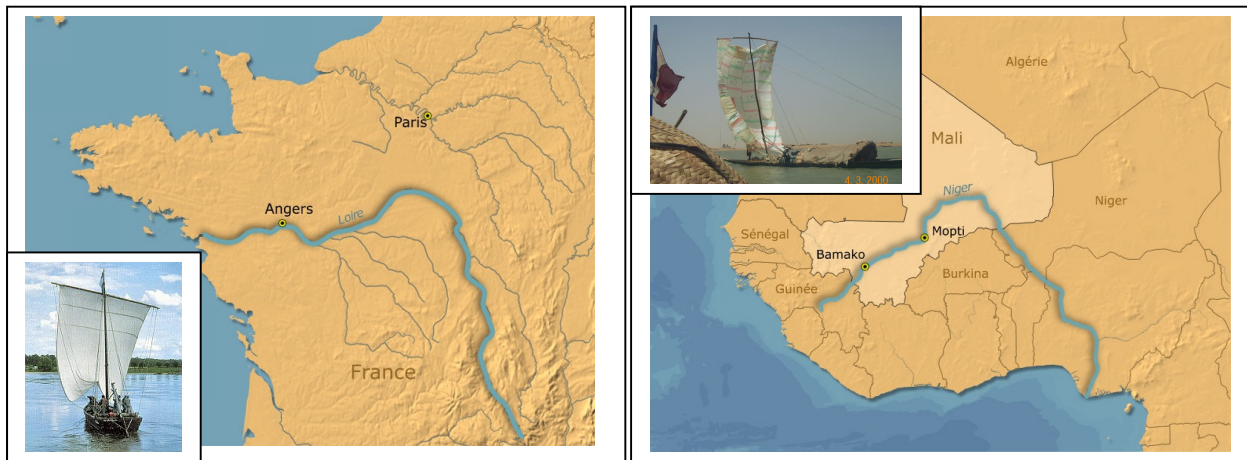 Paris
Angers
Loire
France
Algérie
Mali
Niger
Niger
Sénégal
Mopti
Bamako
Burkina
Guinée
4 3 2000